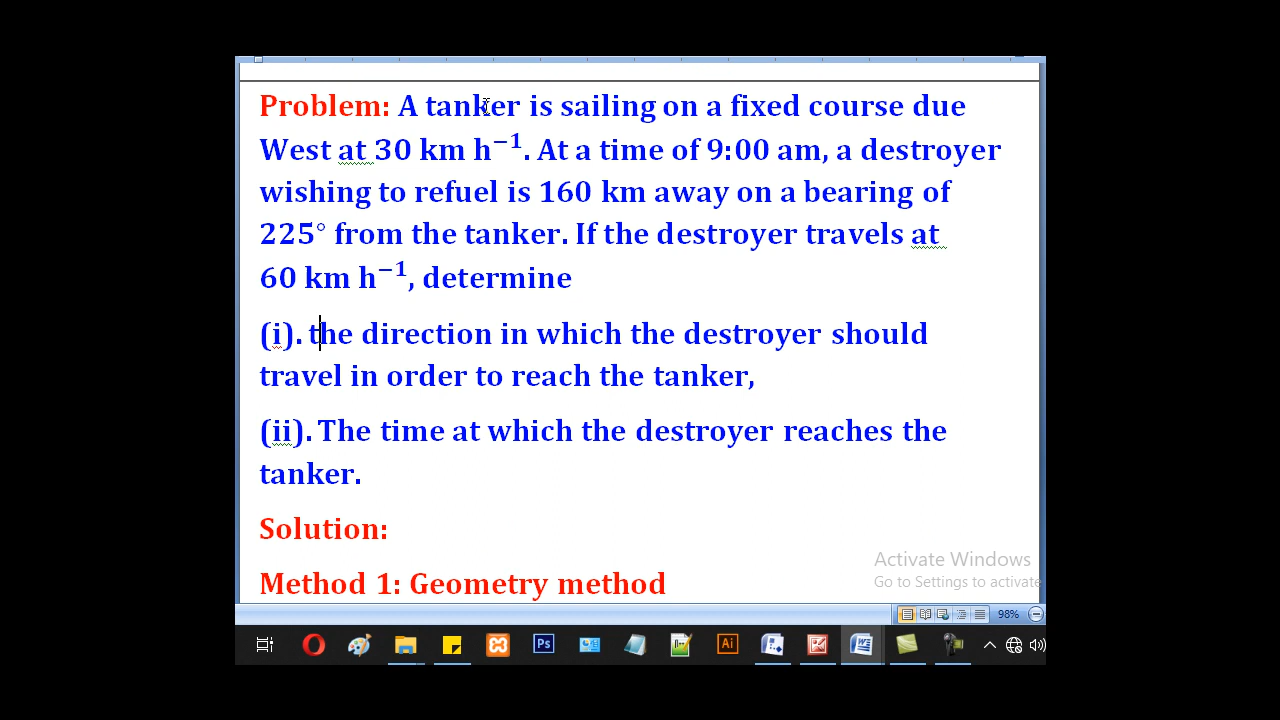 Problem: A tanker is sailing on a fixed course due
West at 30 km h⁻¹. At a time of 9:00 am, a destroyer
wishing to refuel is 160 km away on a bearing of
225° from the tanker. If the destroyer travels at
60 km h⁻¹, determine
(i). the direction in which the destroyer should
travel in order to reach the tanker,
(ii). The time at which the destroyer reaches the
tanker.
Solution:
Activate Windows
Go to Settings to activate
Method 1: Geometry method
98%
Ps
Ai
W